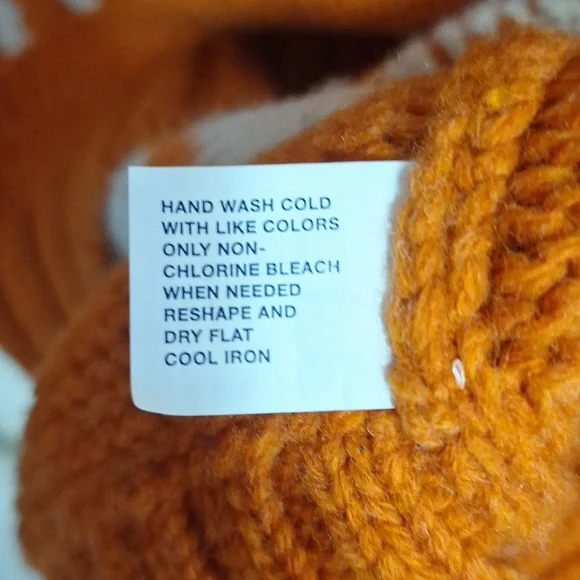 HAND WASH COLD
WITH LIKE COLORS
ONLY NON-
CHLORINE BLEACH
WHEN NEEDED
RESHAPE AND
DRY FLAT
COOL IRON